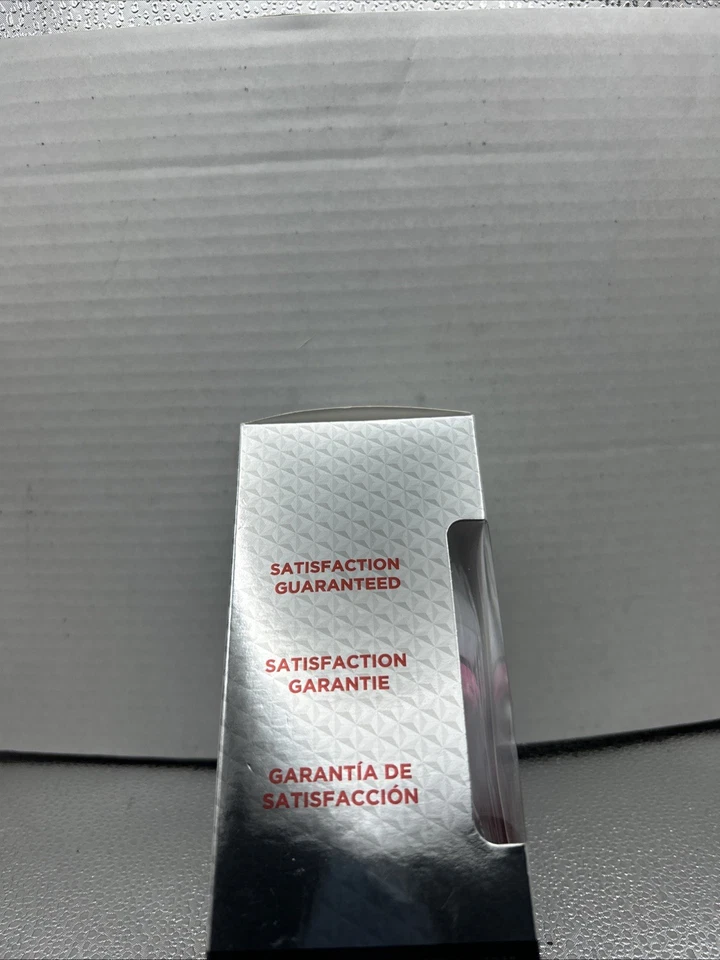 SATISFACTION
GUARANTEED
SATISFACTION
GARANTIE
GARANTÍA DE
SATISFACCIÓN